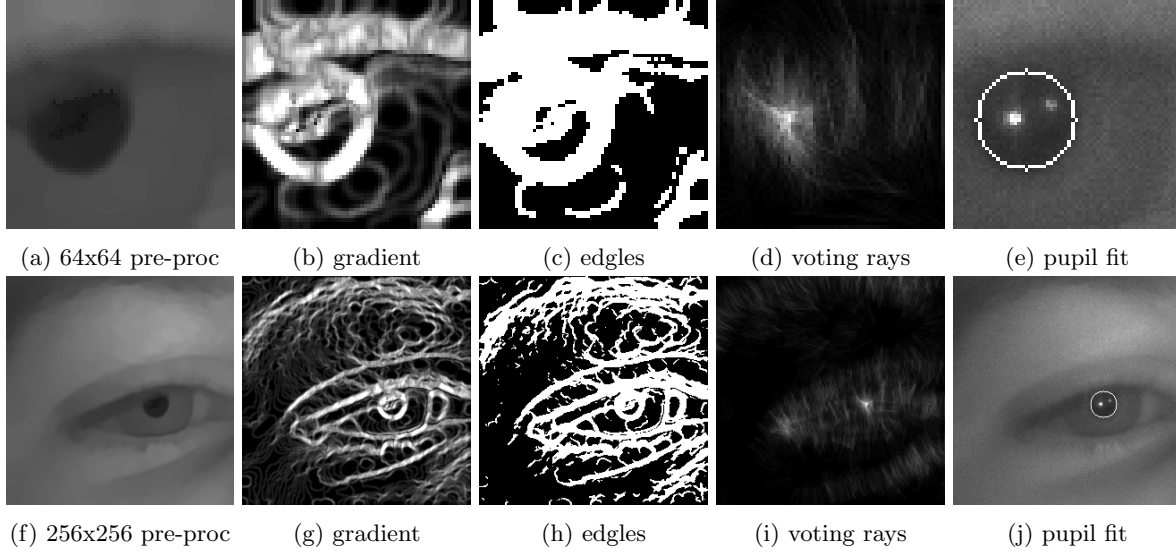 (a) 64x64 pre-proc
(b) gradient
(c) edgles
(d) voting rays
(e) pupil fit
(f) 256x256 pre-proc
(g) gradient
(h) edgles
(i) voting rays
(j) pupil fit